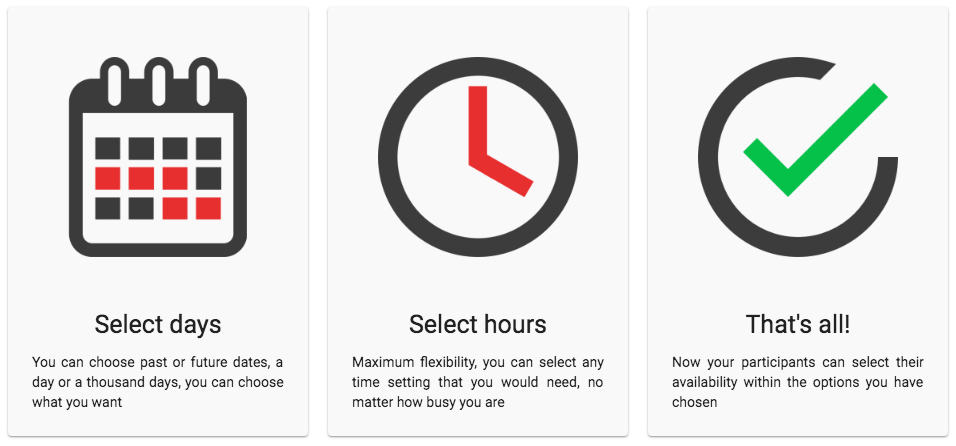 Select days
You can choose past or future dates, a
day or a thousand days, you can choose
what you want
Select hours
Maximum flexibility, you can select any
time setting that you would need, no
matter how busy you are
That's all!
Now your participants can select their
availability within the options you have
chosen